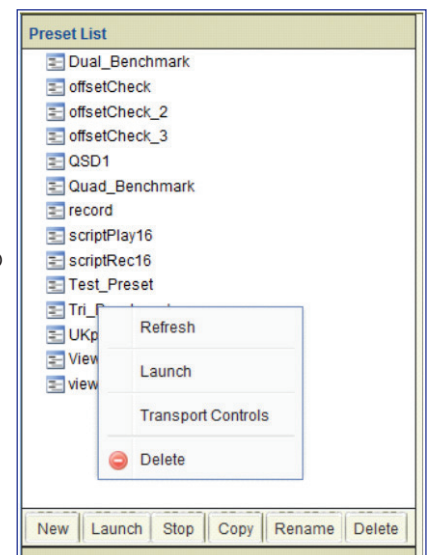 Preset List
Dual_Benchmark
offsetCheck
offsetCheck_2
offsetCheck_3
QSD1
Quad_Benchmark
record
scriptPlay16
scriptRec16
Test_Preset
Refresh
Launch
Transport Controls
Delete
New Launch Stop Copy Rename Delete